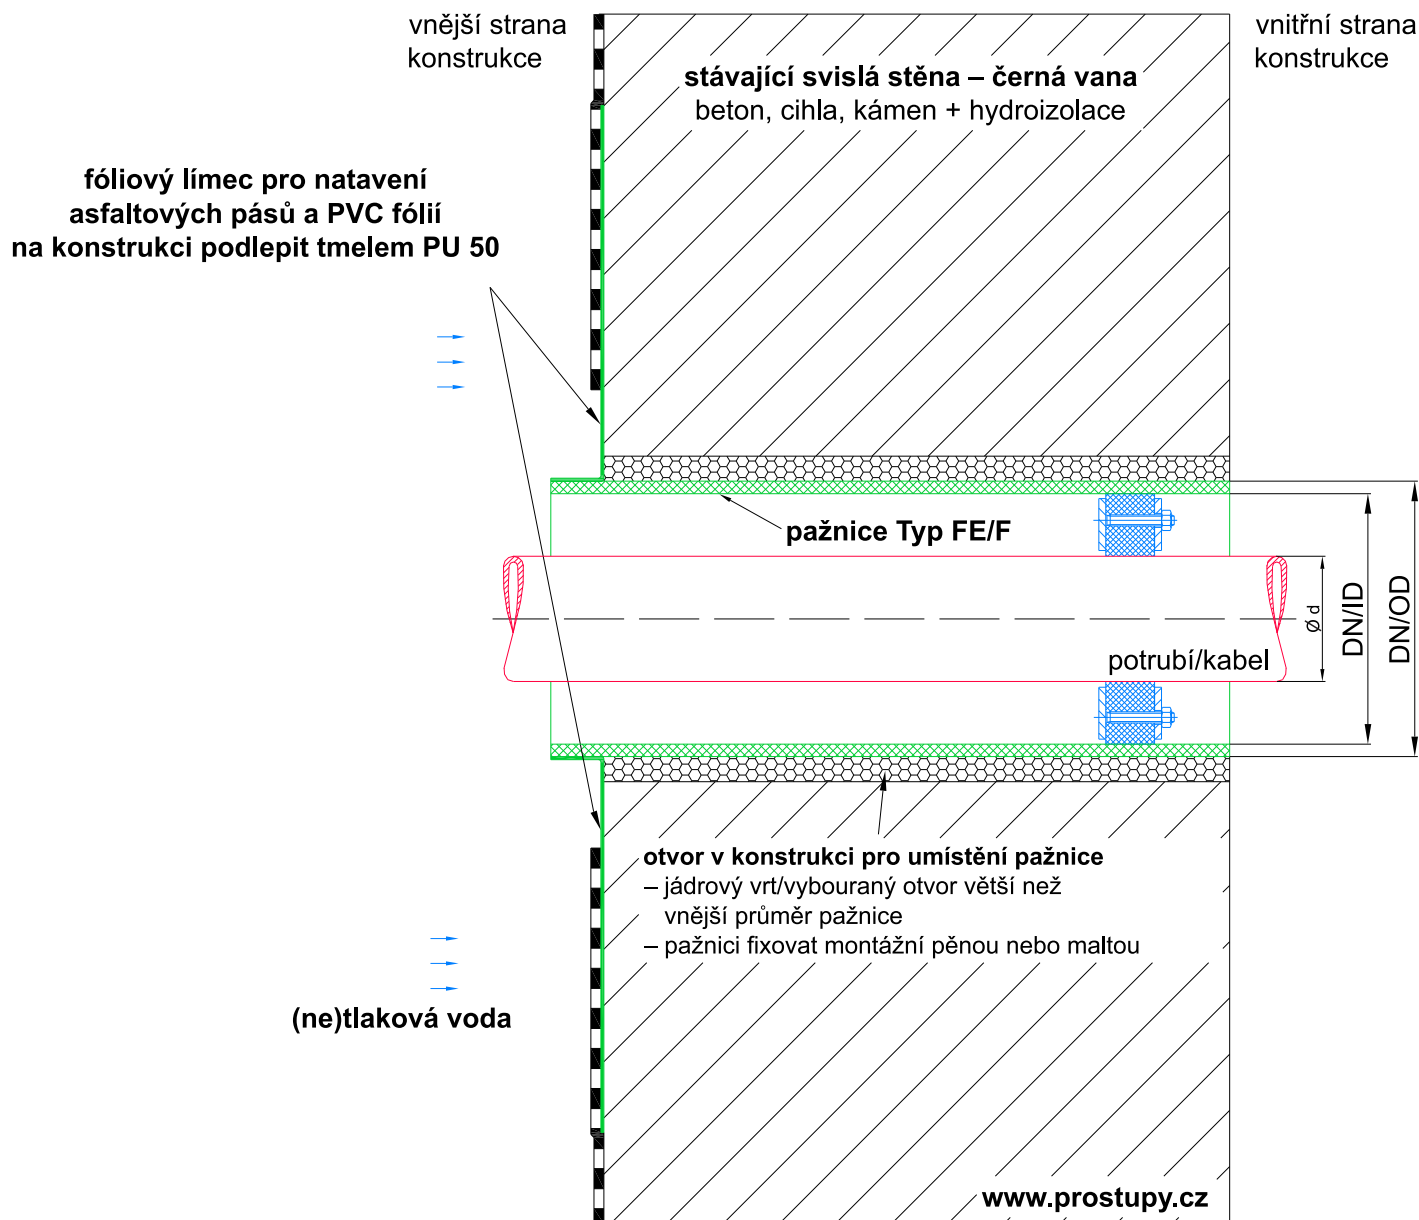 vnější strana
konstrukce
vnitřní strana
konstrukce
stávající svislá stěna – černá vana
beton, cihla, kámen + hydroizolace
fóliový límec pro natavení
asfaltových pásů a PVC fólií
na konstrukci podlepit tmelem PU 50
pažnice Typ FE/F
potrubí/kabel
Ø d
DN/ID
DN/OD
otvor v konstrukci pro umístění pažnice
– jádrový vrt/vybouraný otvor větší než
vnější průměr pažnice
– pažnici fixovat montážní pěnou nebo maltou
(ne)tlaková voda
www.prostupy.cz